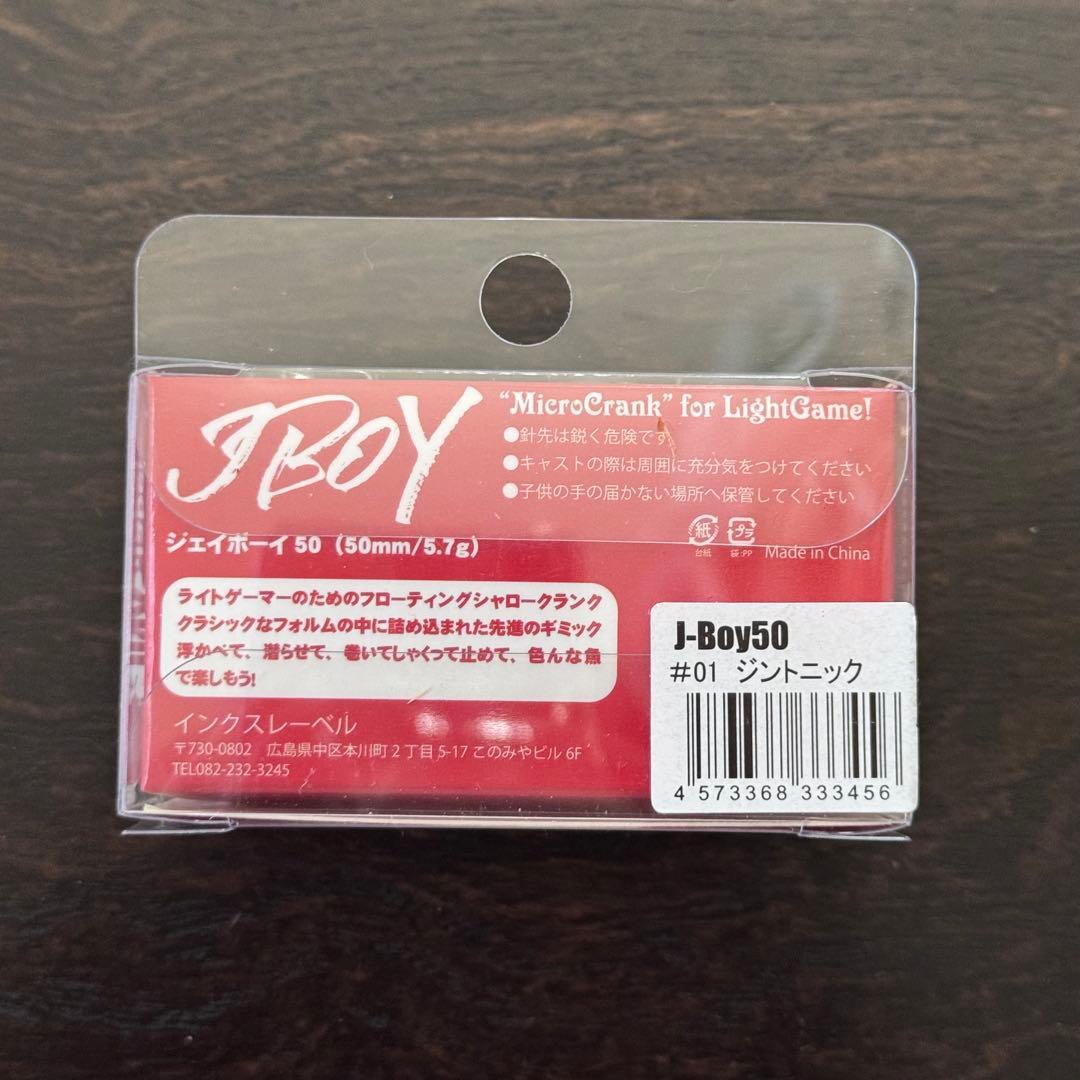 J BOY
"MicroCrank" for LightGame!
●針先は鋭く危険です
●キャストの際は周囲に充分気をつけてください
●子供の手の届かない場所へ保管してください
紙 プラ
台紙 袋:PP
Made in China
ジェイボーイ 50（50mm/5.7g）
ライトゲーマーのためのフローティングシャロークランク
クラシックなフォルムの中に詰め込まれた先進のギミック
浮かべて、潜らせて、巻いてしゃくって止めて、色んな魚
で楽しもう!
インクスレーベル
〒730-0802 広島県中区本川町2丁目5-17 このみやビル 6F
TEL082-232-3245
J-Boy50
#01 ジントニック
4 573368 333456